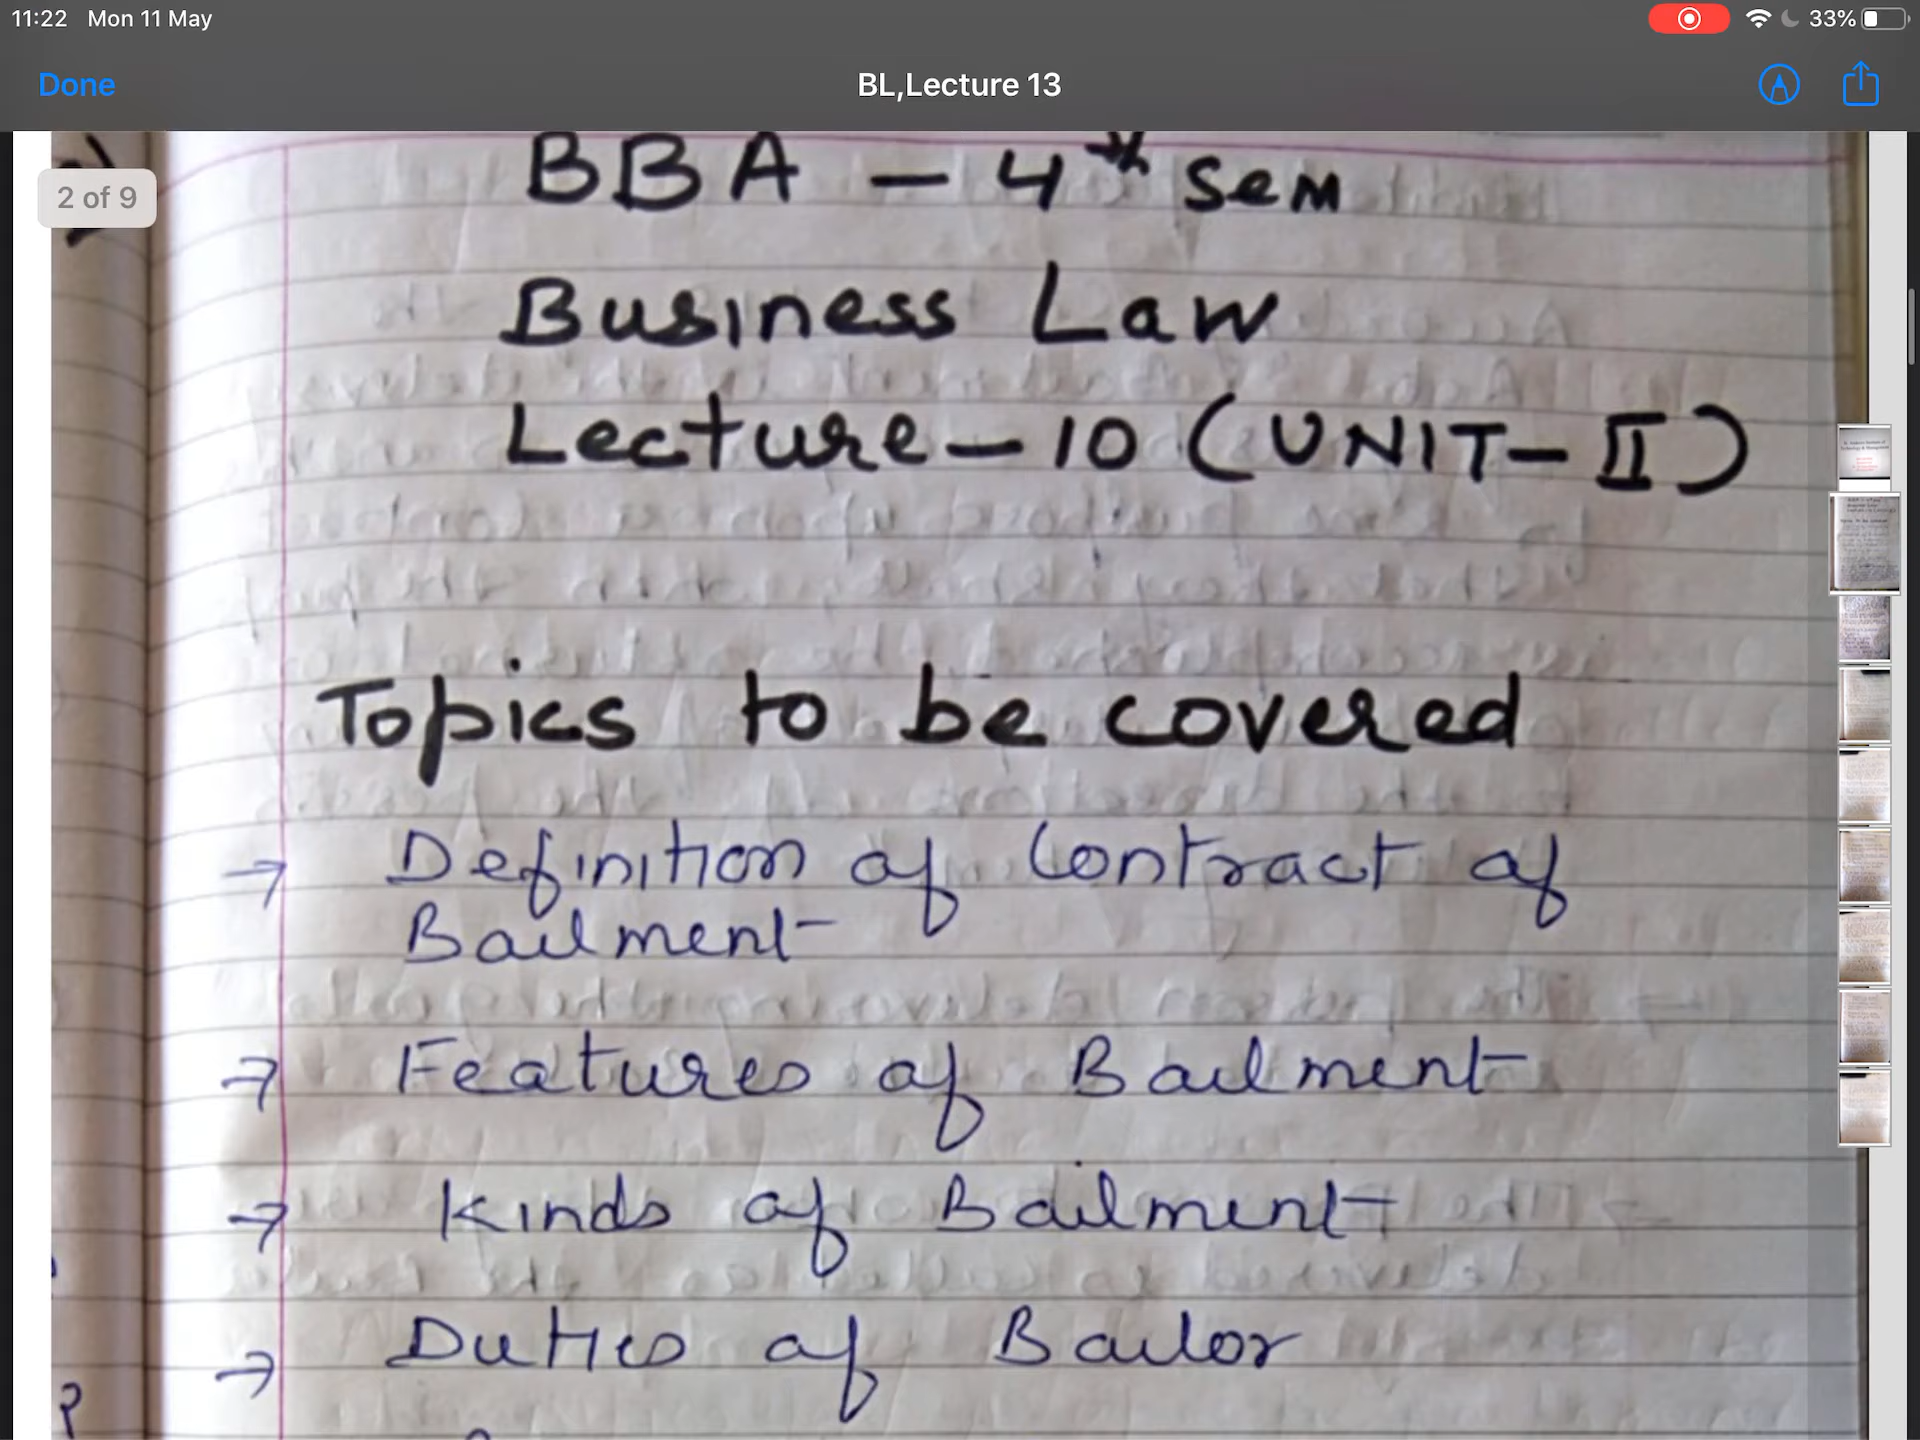 11:22 Mon 11 May
33%
Done
BL,Lecture 13
2 of 9
BBA - 4th Sem
Business Law
Lecture - 10 (UNIT - II)
Topics to be covered
→ Definition of Contract of
Bailment
→ Features of Bailment
→ Kinds of Bailment
→ Duties of Bailor